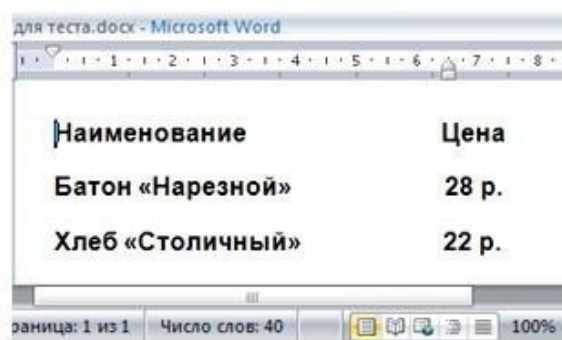 для теста.docx - Microsoft Word
1 2 3 4 5 6 7 8
Наименование Цена
Батон «Нарезной» 28 р.
Хлеб «Столичный» 22 р.
раница: 1 из 1 Число слов: 40 100%